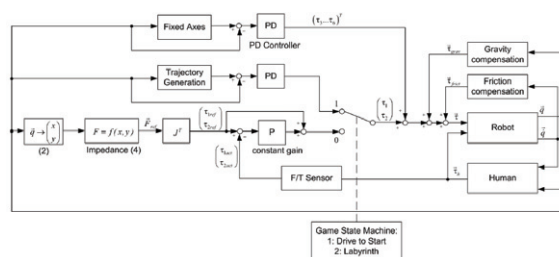 Fixed Axes
PD
PD Controller
(τ₃...τₙ)ᵀ
Gravity
compensation
Trajectory
Generation
PD
Friction
compensation
1
0
(τ₁
τ₂)
Robot
q̄ → (x
y)
(2)
F = f(x, y)
Impedance (4)
Jᵀ
P
constant gain
F/T Sensor
Human
Game State Machine:
1: Drive to Start
2: Labyrinth